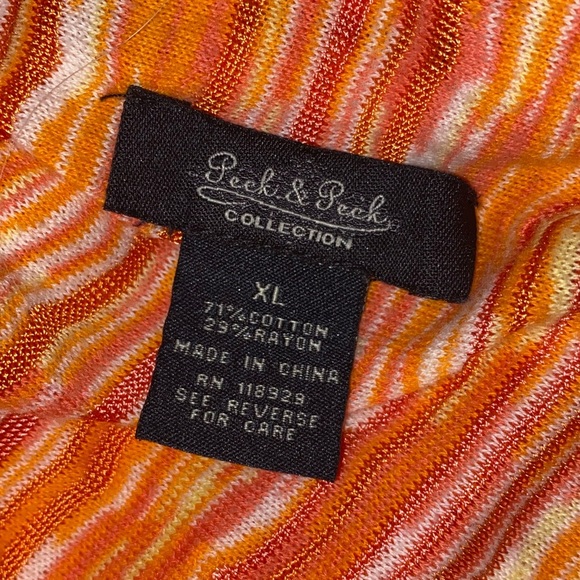 Peck & Peck
COLLECTION
XL
71% COTTON
29% RAYON
MADE IN CHINA
RN 118929
SEE REVERSE
FOR CARE